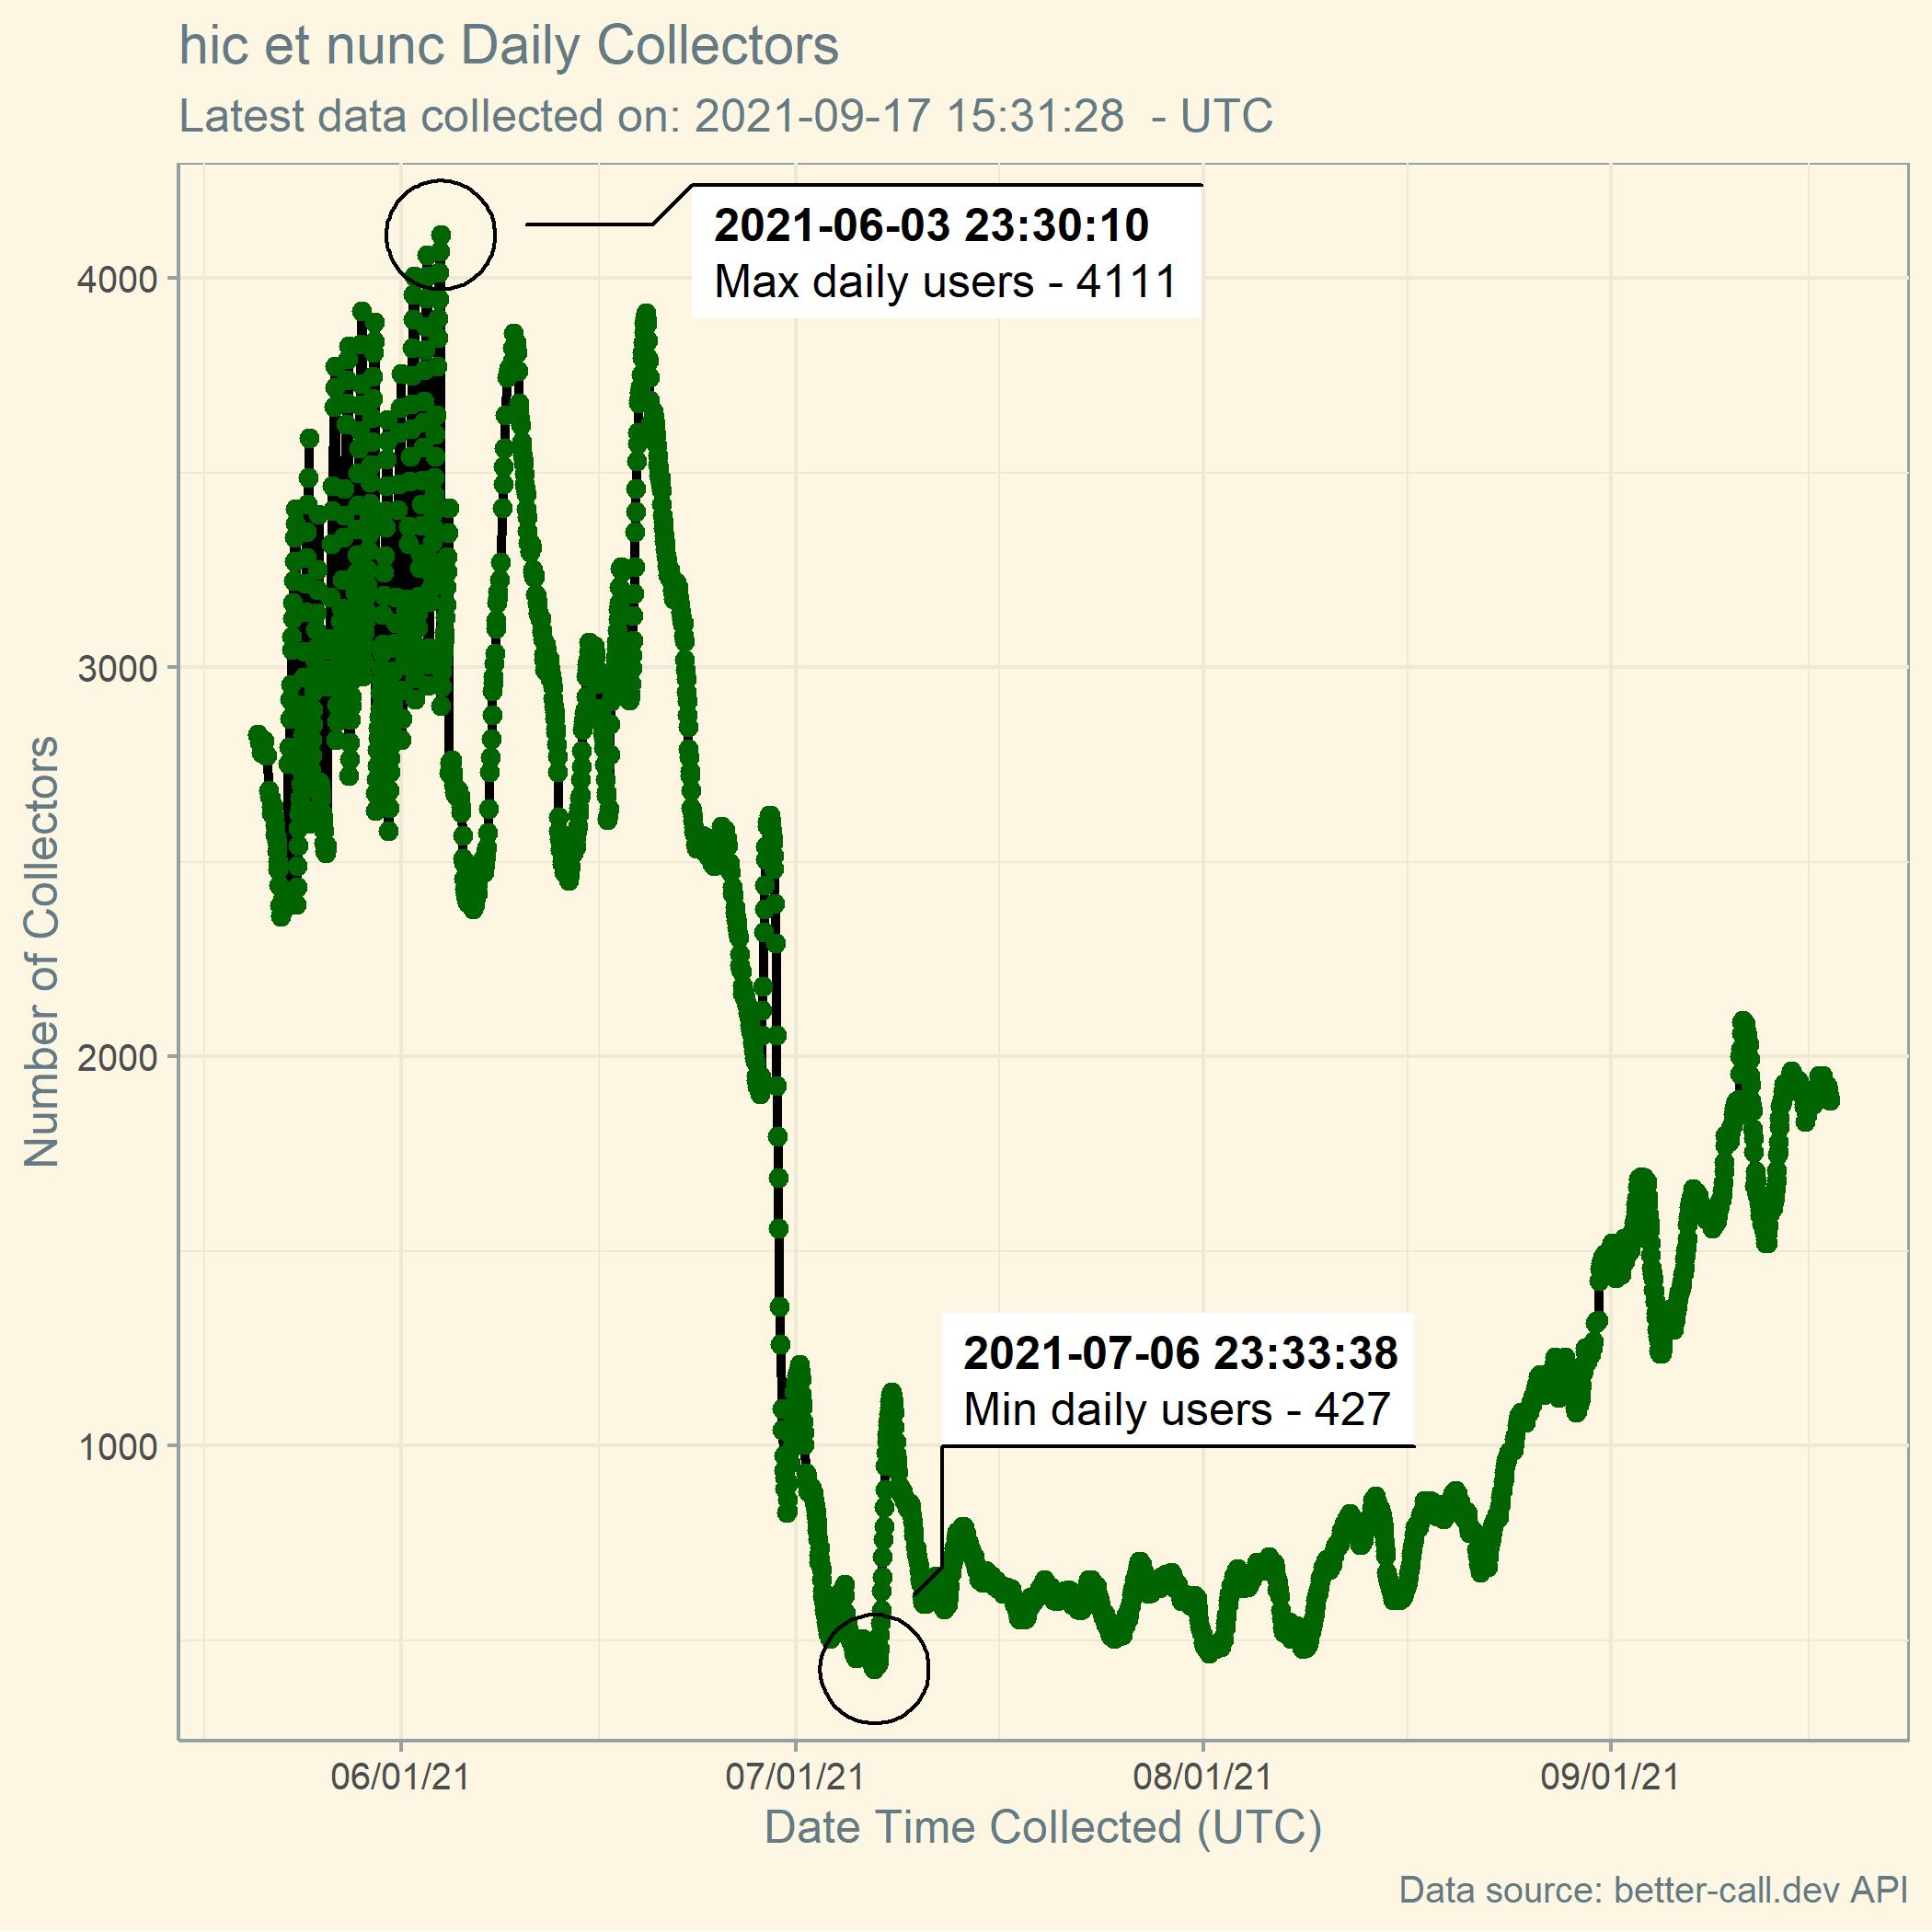 hic et nunc Daily Collectors
Latest data collected on: 2021-09-17 15:31:28  - UTC
2021-06-03 23:30:10
Max daily users - 4111
4000
3000
2000
1000
Number of Collectors
2021-07-06 23:33:38
Min daily users - 427
06/01/21
07/01/21
08/01/21
09/01/21
Date Time Collected (UTC)
Data source: better-call.dev API